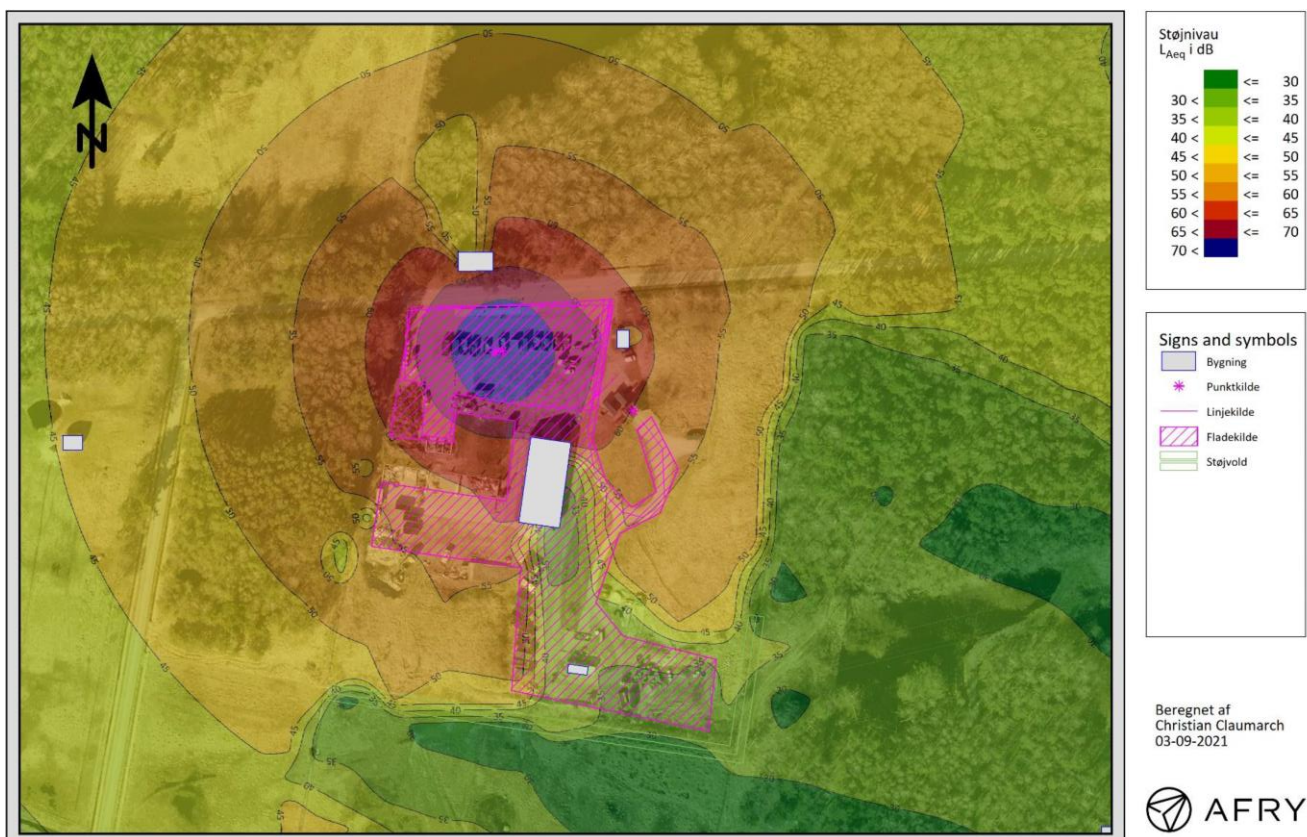 N
Støjnivau
LAeq i dB
<= 30
30 < <= 35
35 < <= 40
40 < <= 45
45 < <= 50
50 < <= 55
55 < <= 60
60 < <= 65
65 < <= 70
70 <
Signs and symbols
Bygning
Punktkilde
Linjekilde
Fladekilde
Støjvold
Beregnet af
Christian Claumarch
03-09-2021
AFRY